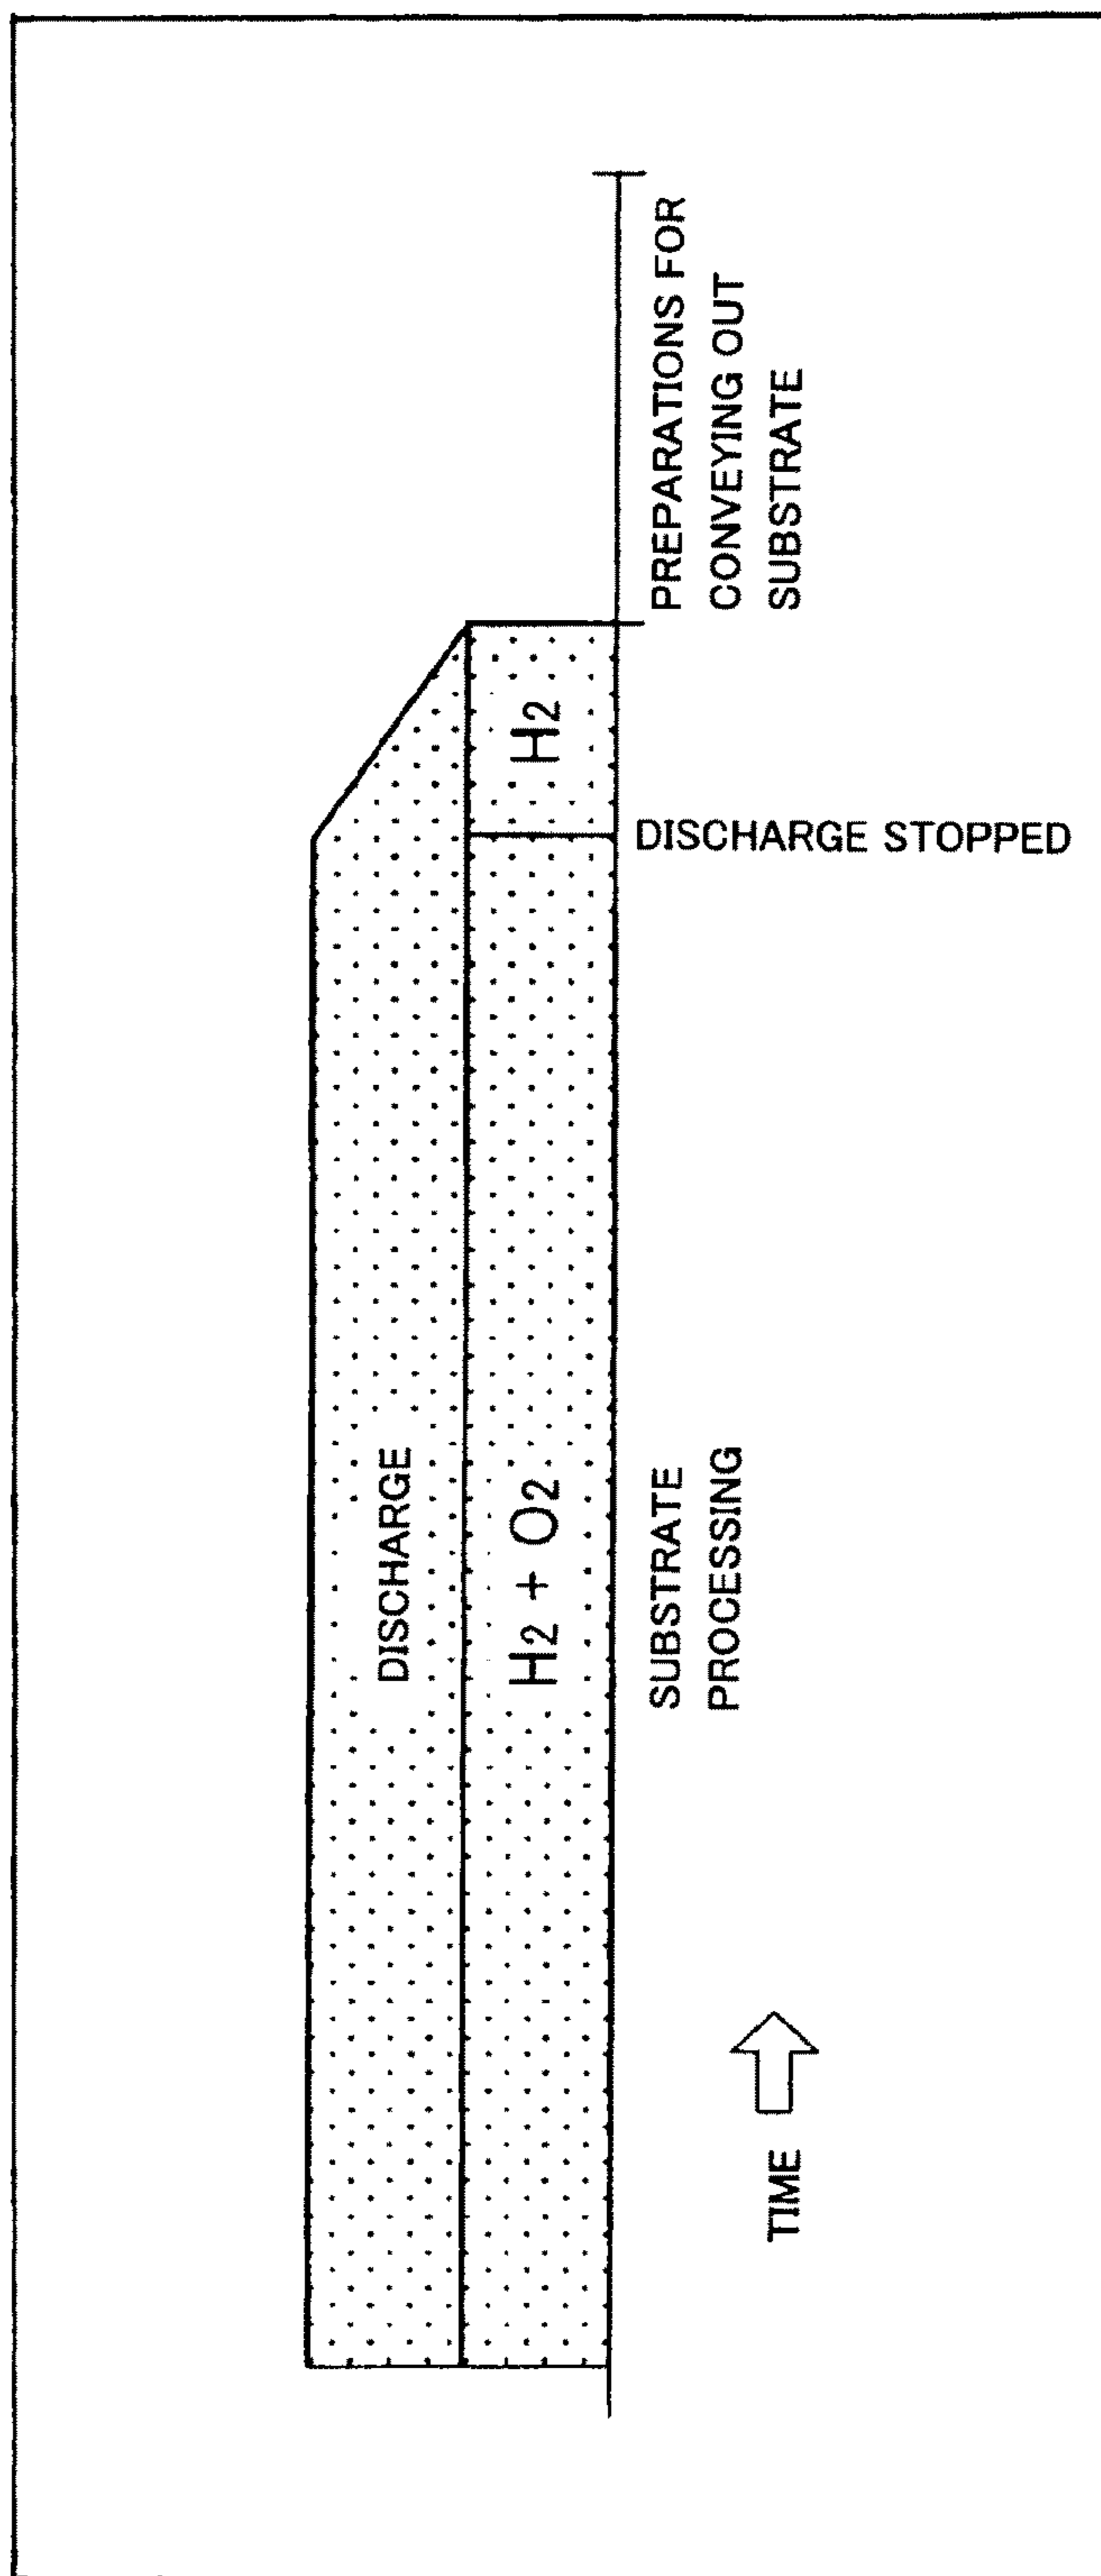 DISCHARGE
H2 + O2
H2
SUBSTRATE
PROCESSING
DISCHARGE STOPPED
PREPARATIONS FOR
CONVEYING OUT
SUBSTRATE
TIME